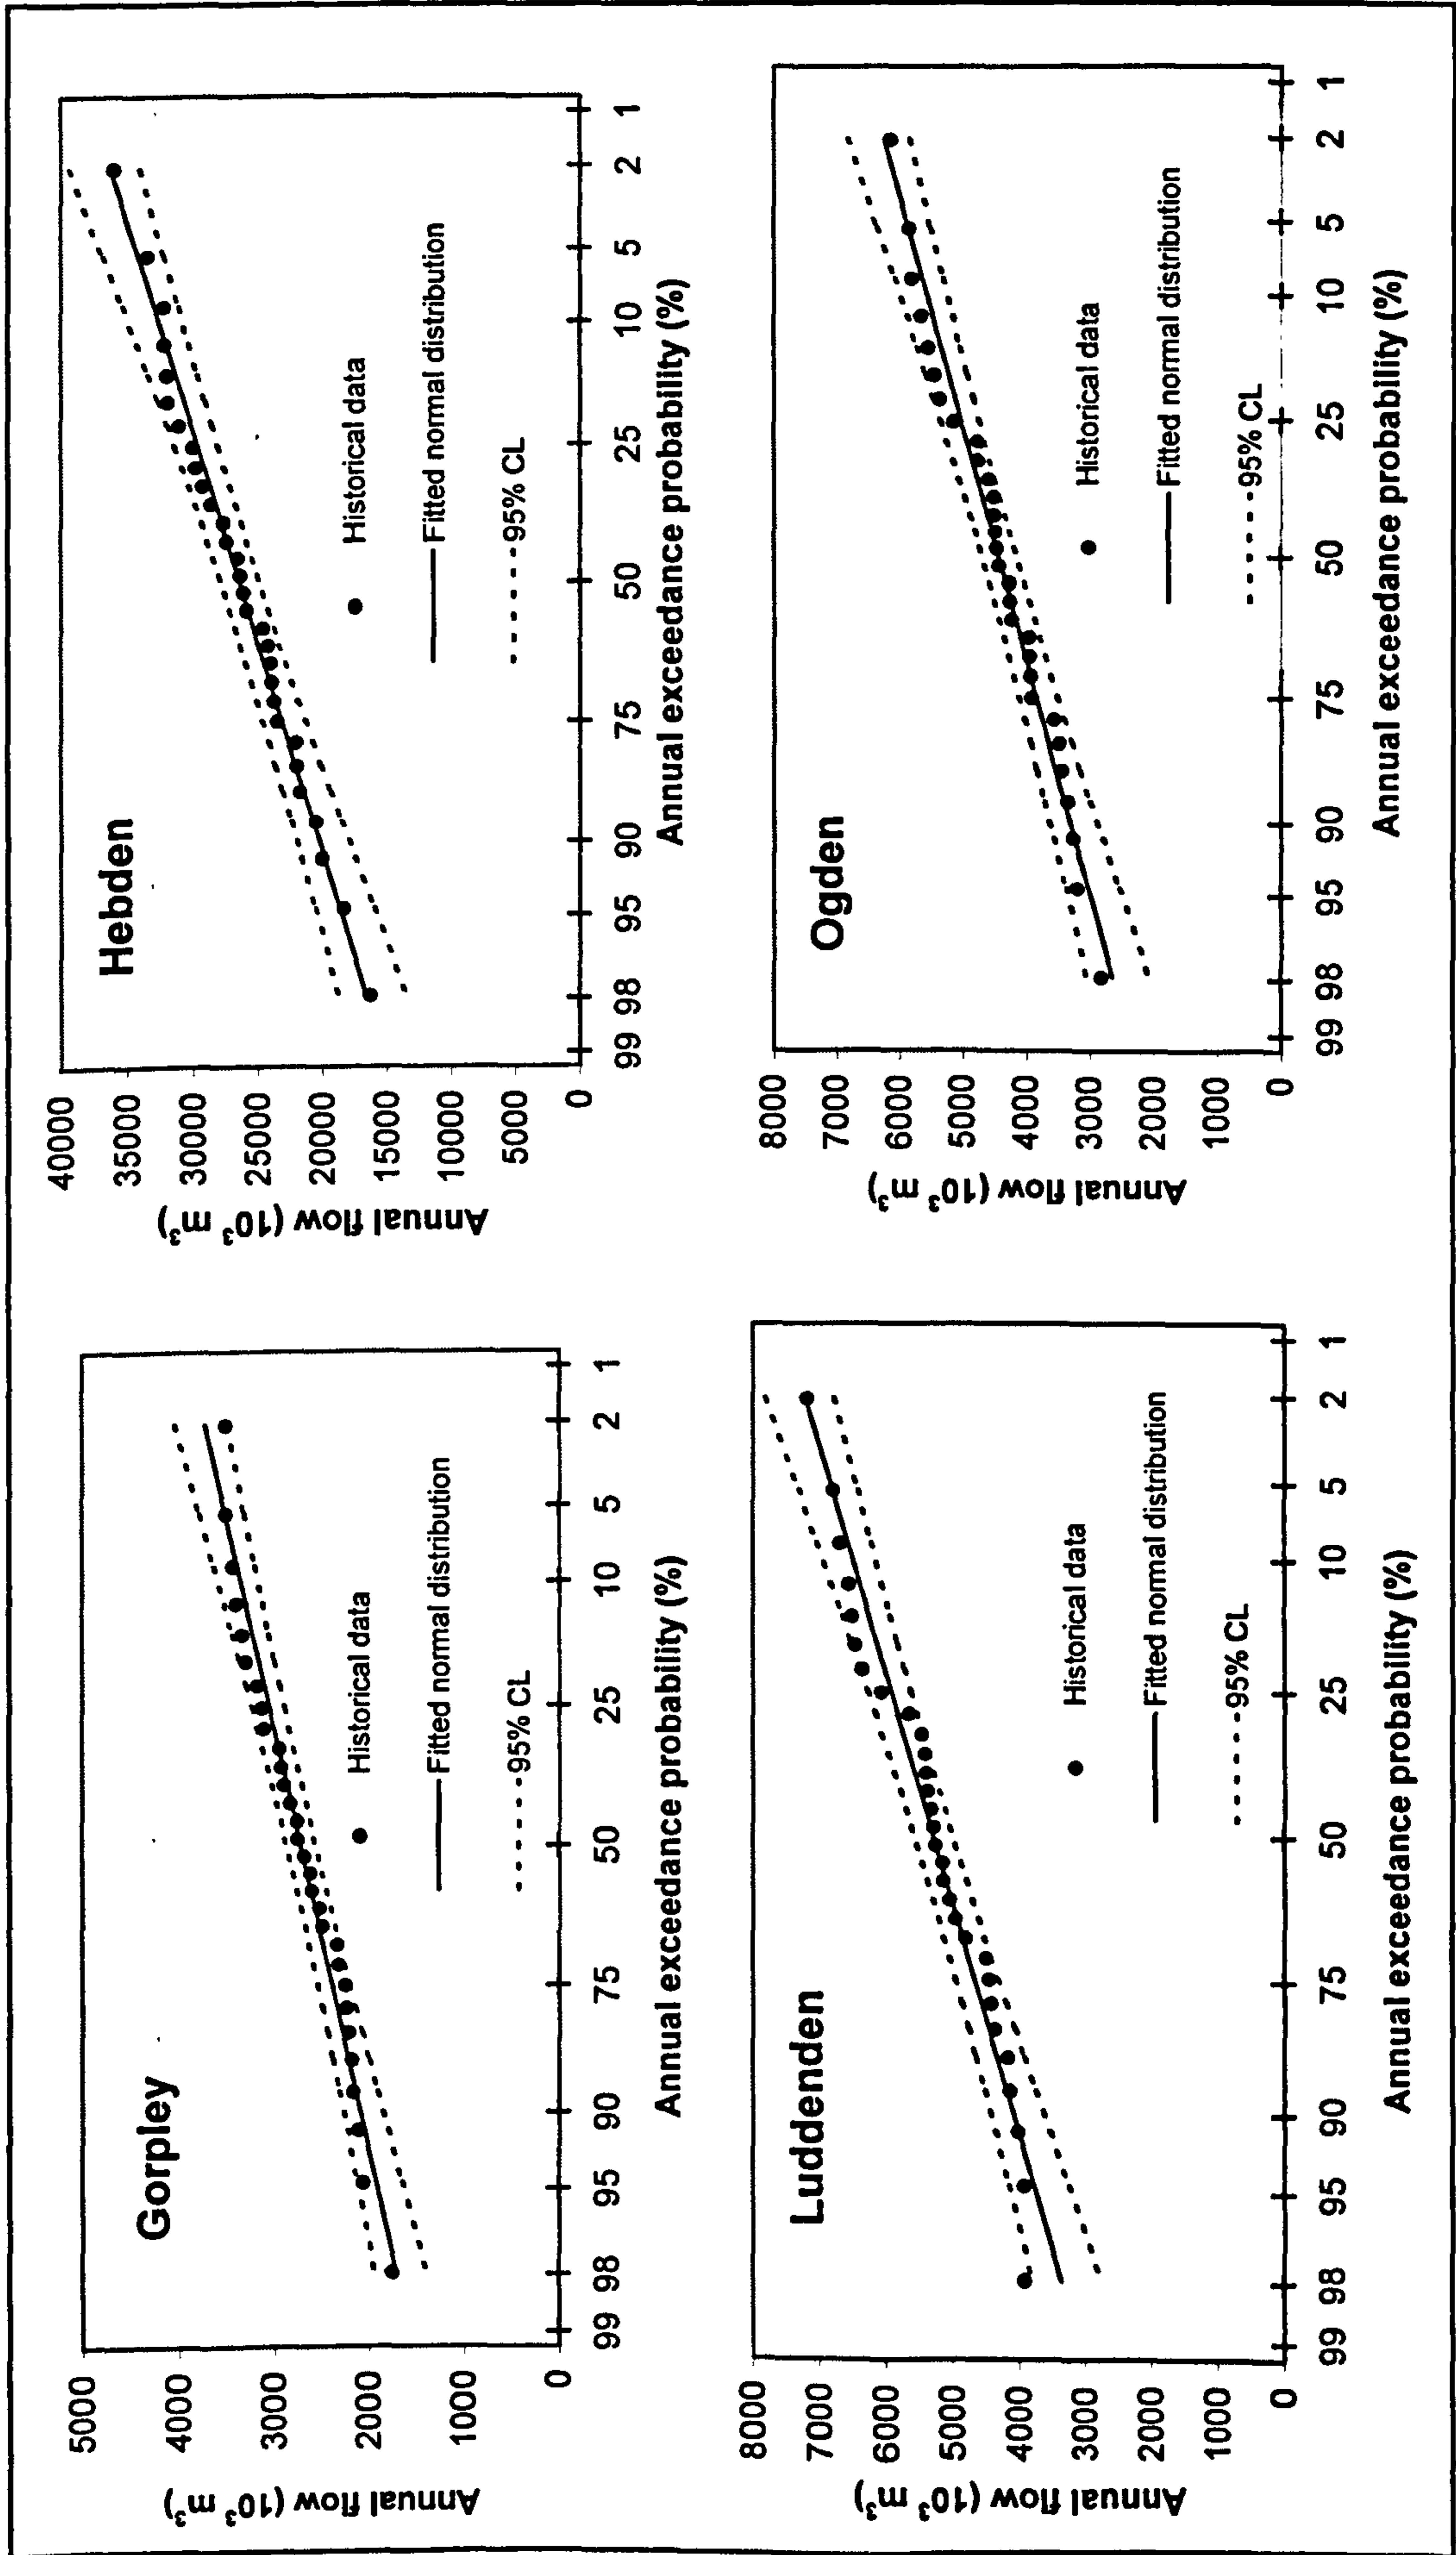 Gorpley
Annual flow (10³ m³)
5000
4000
3000
2000
1000
0
Historical data
Fitted normal distribution
95% CL
99 98 95 90 75 50 25 10 5 2 1
Annual exceedance probability (%)
Hebden
Annual flow (10³ m³)
40000
35000
30000
25000
20000
15000
10000
5000
0
Historical data
Fitted normal distribution
95% CL
99 98 95 90 75 50 25 10 5 2 1
Annual exceedance probability (%)
Luddenden
Annual flow (10³ m³)
8000
7000
6000
5000
4000
3000
2000
1000
0
Historical data
Fitted normal distribution
95% CL
99 98 95 90 75 50 25 10 5 2 1
Annual exceedance probability (%)
Ogden
Annual flow (10³ m³)
8000
7000
6000
5000
4000
3000
2000
1000
0
Historical data
Fitted normal distribution
95% CL
99 98 95 90 75 50 25 10 5 2 1
Annual exceedance probability (%)